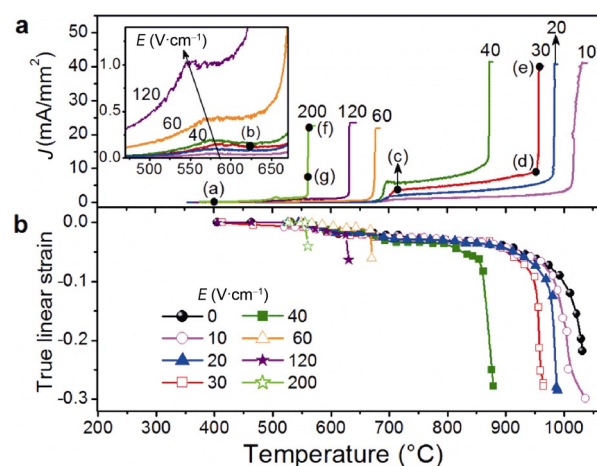 a
J (mA/mm²)
50
40
30
20
10
0
E (V·cm⁻¹)
1.0
0.5
0.0
120
60
40
(b)
500 550 600 650
200 120 60
40 30 20 10
(a)
(f)
(g)
(c)
(d)
(e)
b
True linear strain
0.0
-0.1
-0.2
-0.3
E (V·cm⁻¹)
0 40
10 60
20 120
30 200
200 300 400 500 600 700 800 900 1000
Temperature (°C)